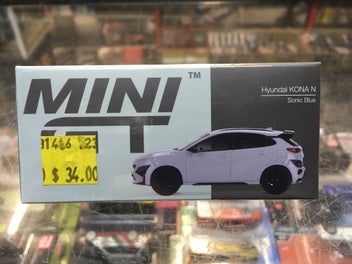 MINI
GT
TM
Hyundai KONA N
Sonic Blue
$ 34.00